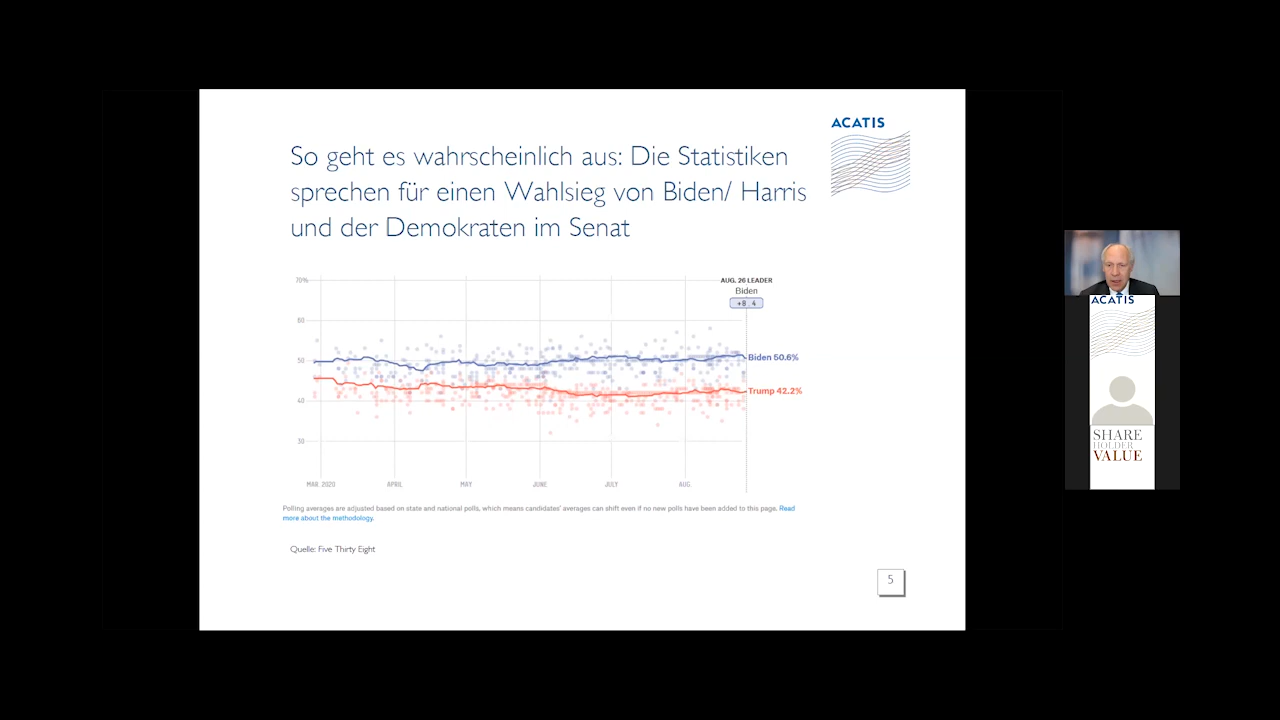 ACATIS
So geht es wahrscheinlich aus: Die Statistiken
sprechen für einen Wahlsieg von Biden/ Harris
und der Demokraten im Senat
70%
60
50
40
30
AUG. 26 LEADER
Biden
+8.4
Biden 50.6%
Trump 42.2%
MAR. 2020 APRIL MAY JUNE JULY AUG.
Polling averages are adjusted based on state and national polls, which means candidates' averages can shift even if no new polls have been added to this page. Read
more about the methodology.
Quelle: Five Thirty Eight
5
ACATIS
SHARE
HOLDER
VALUE